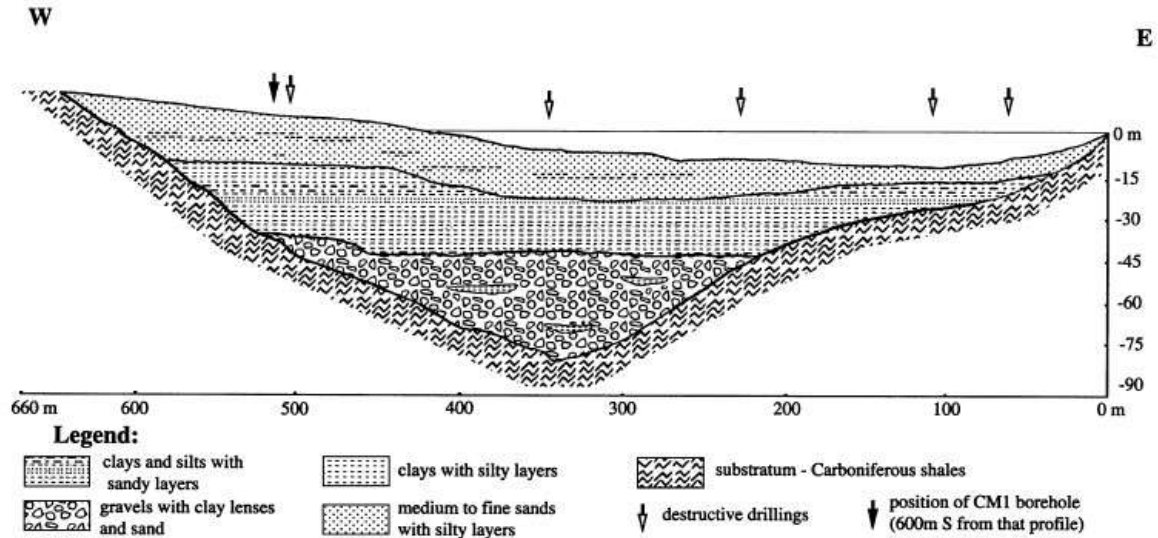 W
E
0 m
-15
-30
-45
-60
-75
-90
660 m 600 500 400 300 200 100 0 m
Legend:
clays and silts with
sandy layers
clays with silty layers
substratum - Carboniferous shales
gravels with clay lenses
and sand
medium to fine sands
with silty layers
destructive drillings
position of CM1 borehole
(600m S from that profile)